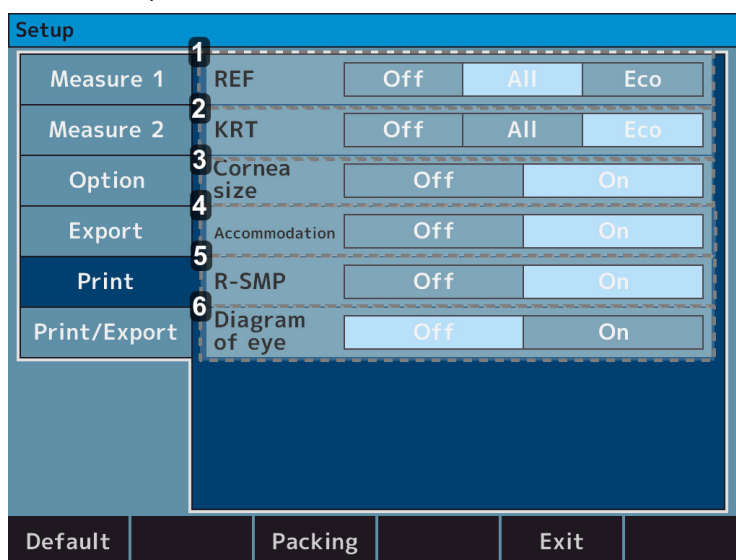 Setup
Measure 1
Measure 2
Option
Export
Print
Print/Export
1
REF Off All Eco
2
KRT Off All Eco
3
Cornea
size Off On
4
Accommodation Off On
5
R-SMP Off On
6
Diagram
of eye Off On
Default Packing Exit